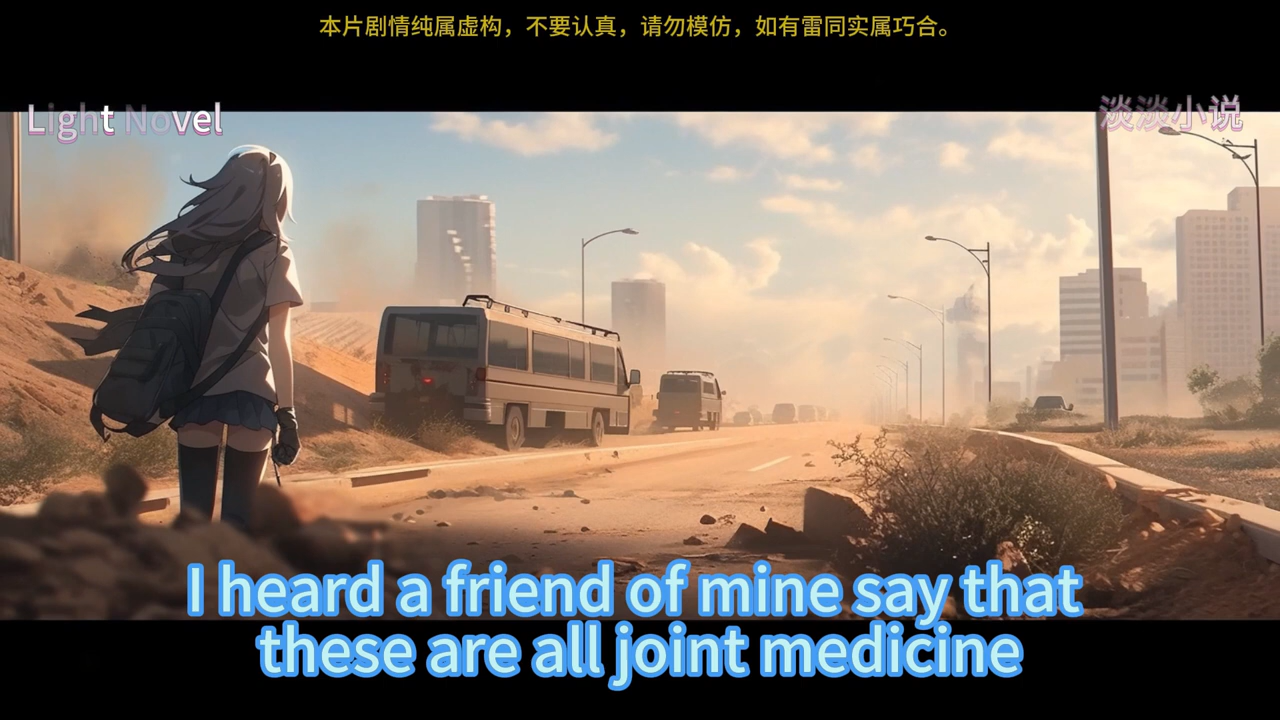 本片剧情纯属虚构，不要认真，请勿模仿，如有雷同实属巧合。
Light Novel
淡淡小说
I heard a friend of mine say that
these are all joint medicine